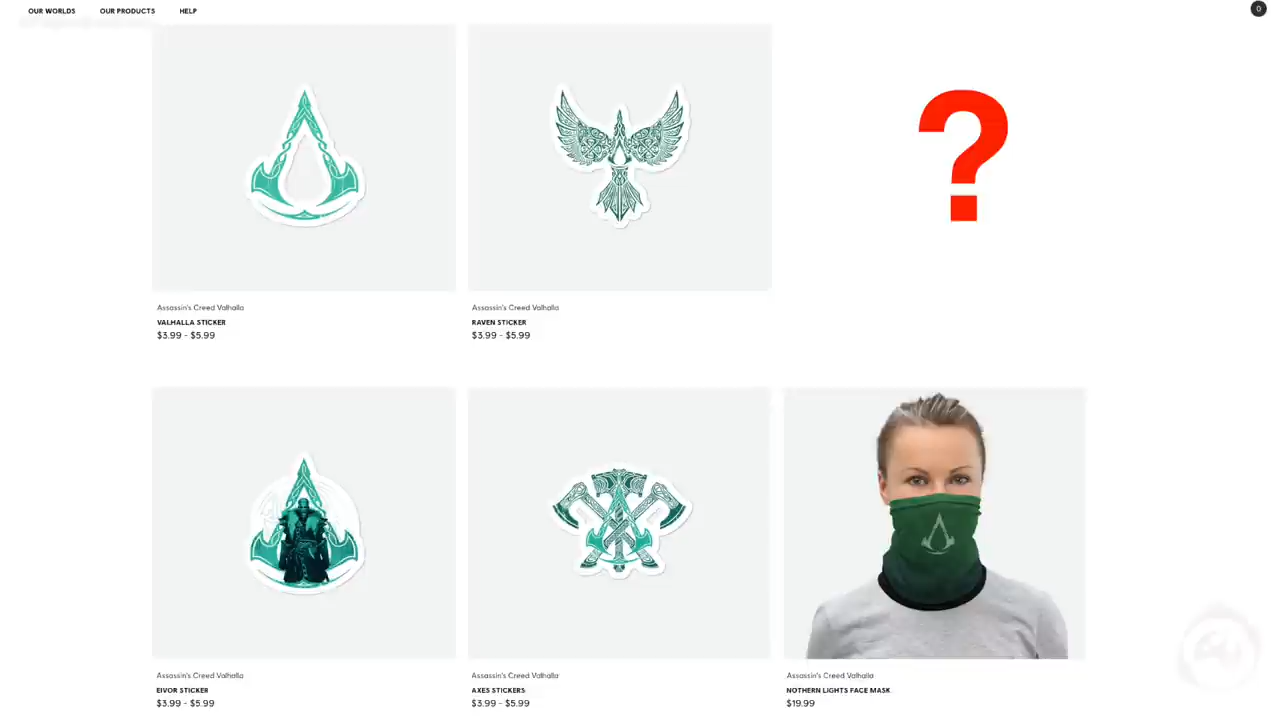 OUR WORLDS OUR PRODUCTS HELP 0
?
Assassin's Creed Valhalla
VALHALLA STICKER
$3.99 - $5.99
Assassin's Creed Valhalla
RAVEN STICKER
$3.99 - $5.99
Assassin's Creed Valhalla
EIVOR STICKER
$3.99 - $5.99
Assassin's Creed Valhalla
AXES STICKERS
$3.99 - $5.99
Assassin's Creed Valhalla
NOTHERN LIGHTS FACE MASK
$19.99